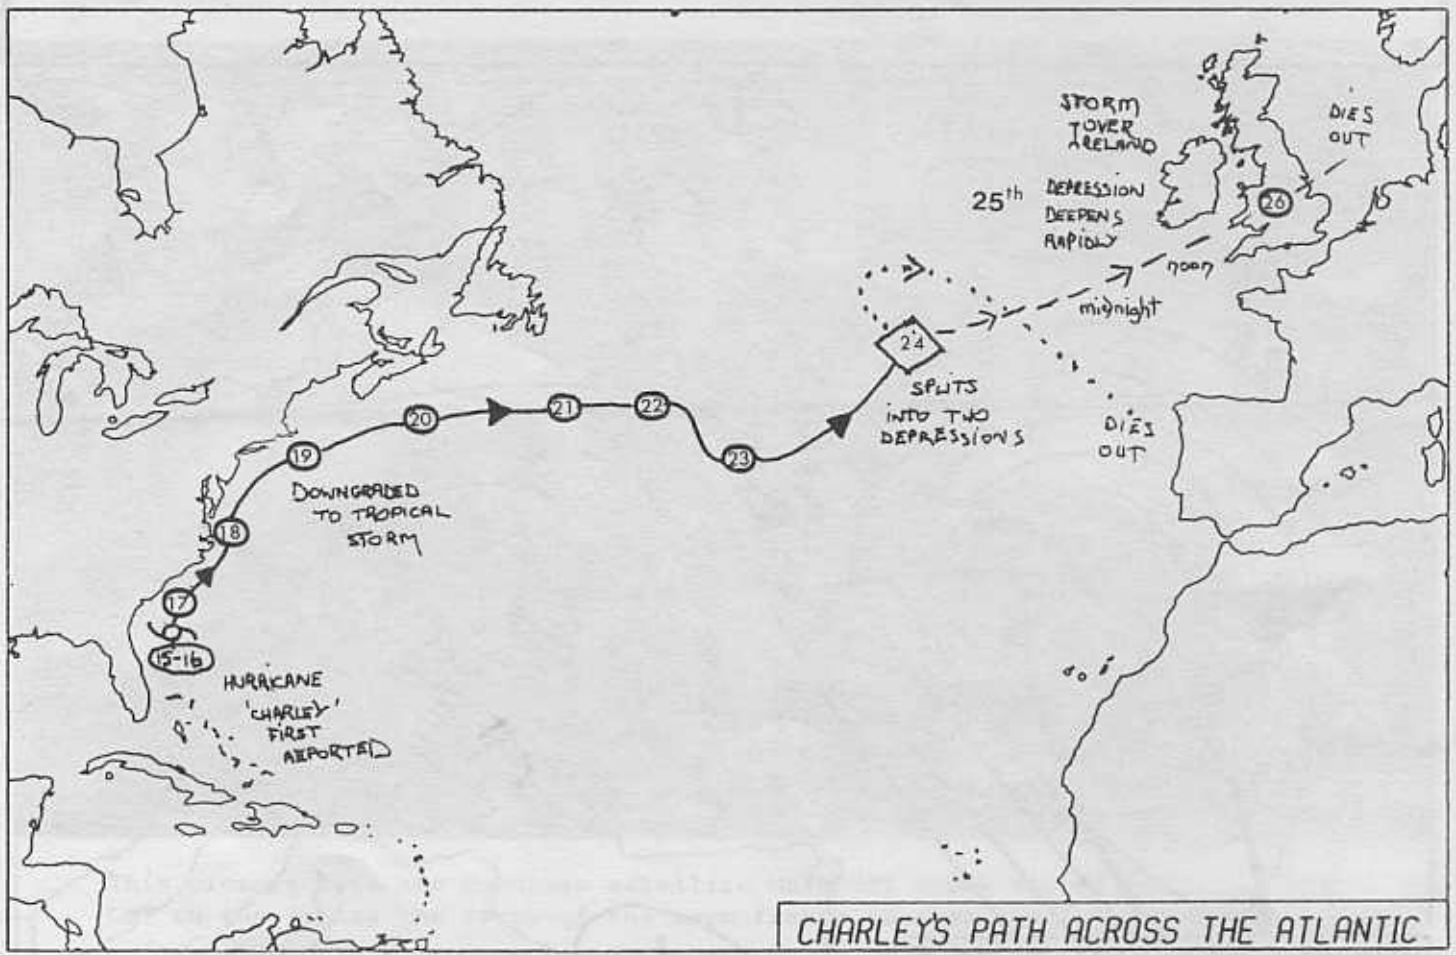 STORM
OVER
IRELAND
DIES
OUT
25th
DEPRESSION
DEEPENS
RAPIDLY
26
noon
midnight
24
SPLITS
INTO TWO
DEPRESSIONS
DIES
OUT
20
21
22
23
19
DOWNGRADED
TO TROPICAL
STORM
18
17
15-16
HURRICANE
'CHARLEY'
FIRST
REPORTED
CHARLEY'S PATH ACROSS THE ATLANTIC